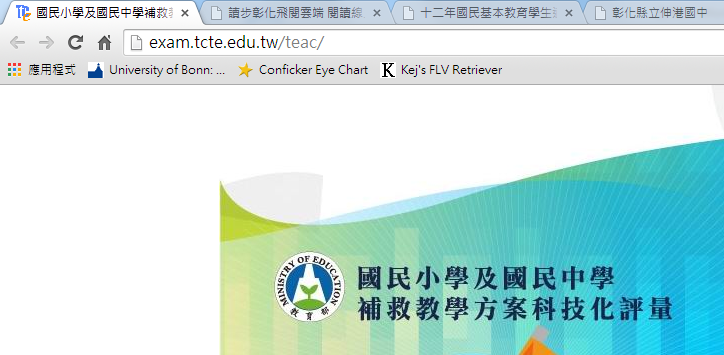 國民小學及國民中學補救教
讀步彰化飛閱雲端 閱讀線
十二年國民基本教育學生
彰化縣立伸港國中
exam.tcte.edu.tw/teac/
應用程式
University of Bonn: ...
Conficker Eye Chart
Kej's FLV Retriever
MINISTRY OF EDUCATION
教育部
國民小學及國民中學
補救教學方案科技化評量